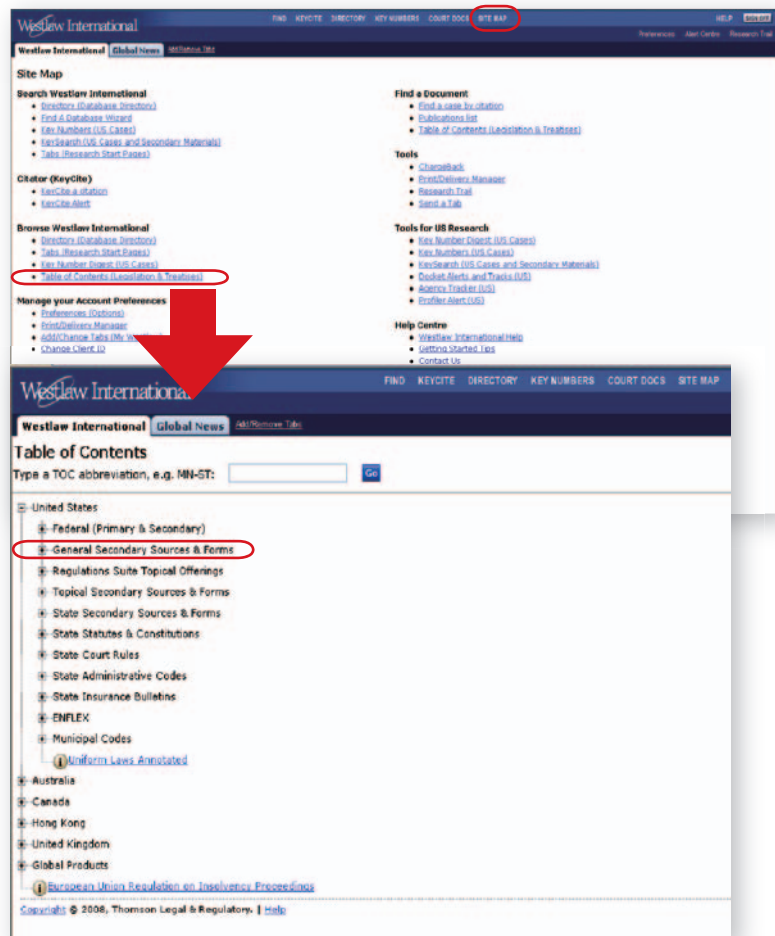 Westlaw International
FIND KEYCITE DIRECTORY KEY NUMBERS COURT DOCS SITE MAP
HELP SIGN OFF
Preferences Alert Centre Research Trail
Westlaw International Global News Add/Remove Tabs
Site Map
Search Westlaw International
Directory (Database Directory)
Find A Database Wizard
Key Numbers (US Cases)
KeySearch (US Cases and Secondary Materials)
Tabs (Research Start Pages)
Citator (KeyCite)
KeyCite a citation
KeyCite Alert
Browse Westlaw International
Directory (Database Directory)
Tabs (Research Start Pages)
Key Number Digest (US Cases)
Table of Contents (Legislation & Treatises)
Manage your Account Preferences
Preferences (Options)
Print/Delivery Manager
Add/Change Tabs (My W
Change Client ID
Find a Document
Find a case by citation
Publications list
Table of Contents (Legislation & Treatises)
Tools
ChargeBack
Print/Delivery Manager
Research Trail
Send a Tab
Tools for US Research
Key Number Digest (US Cases)
Key Numbers (US Cases)
KeySearch (US Cases and Secondary Materials)
Docket Alerts and Tracks (US)
Agency Tracker (US)
Profiler Alert (US)
Help Centre
Westlaw International Help
Getting Started Tips
Contact Us
Westlaw International
FIND KEYCITE DIRECTORY KEY NUMBERS COURT DOCS SITE MAP
Westlaw International Global News Add/Remove Tabs
Table of Contents
Type a TOC abbreviation, e.g. MN-ST: Go
United States
Federal (Primary & Secondary)
General Secondary Sources & Forms
Regulations Suite Topical Offerings
Topical Secondary Sources & Forms
State Secondary Sources & Forms
State Statutes & Constitutions
State Court Rules
State Administrative Codes
State Insurance Bulletins
ENFLEX
Municipal Codes
Uniform Laws Annotated
Australia
Canada
Hong Kong
United Kingdom
Global Products
European Union Regulation on Insolvency Proceedings
Copyright © 2008, Thomson Legal & Regulatory. | Help